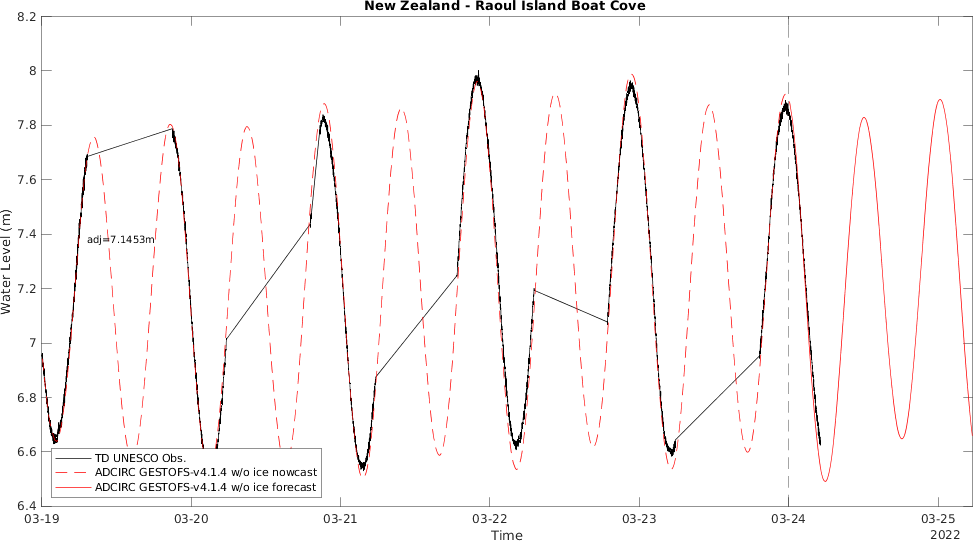 New Zealand - Raoul Island Boat Cove
8.2
8
7.8
7.6
7.4
7.2
7
6.8
6.6
6.4
Water Level (m)
adj=7.1453m
TD UNESCO Obs.
ADCIRC GESTOFS-v4.1.4 w/o ice nowcast
ADCIRC GESTOFS-v4.1.4 w/o ice forecast
03-19
03-20
03-21
03-22
03-23
03-24
03-25
Time
2022